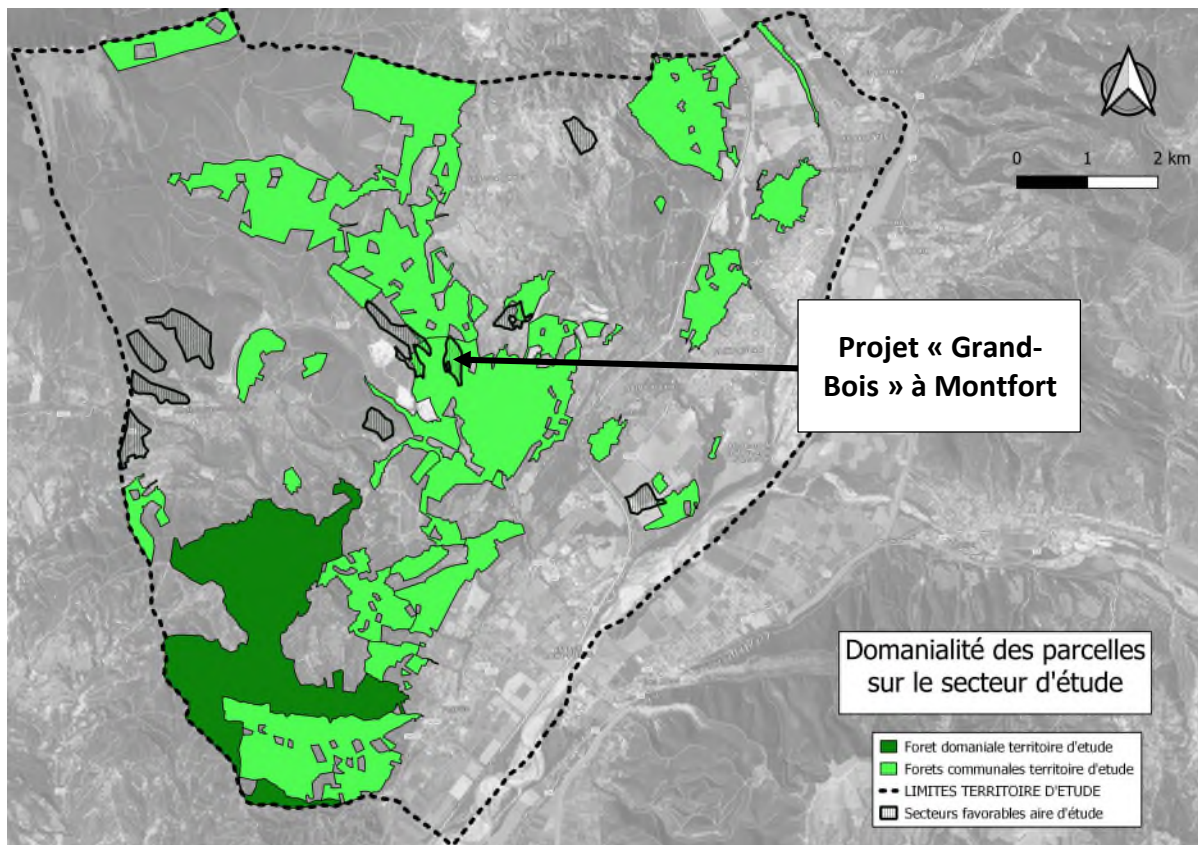 0 1 2 km
Projet « Grand-
Bois » à Montfort
Domanialité des parcelles
sur le secteur d'étude
Foret domaniale territoire d'etude
Forets communales territoire d'etude
LIMITES TERRITOIRE D'ETUDE
Secteurs favorables aire d'étude